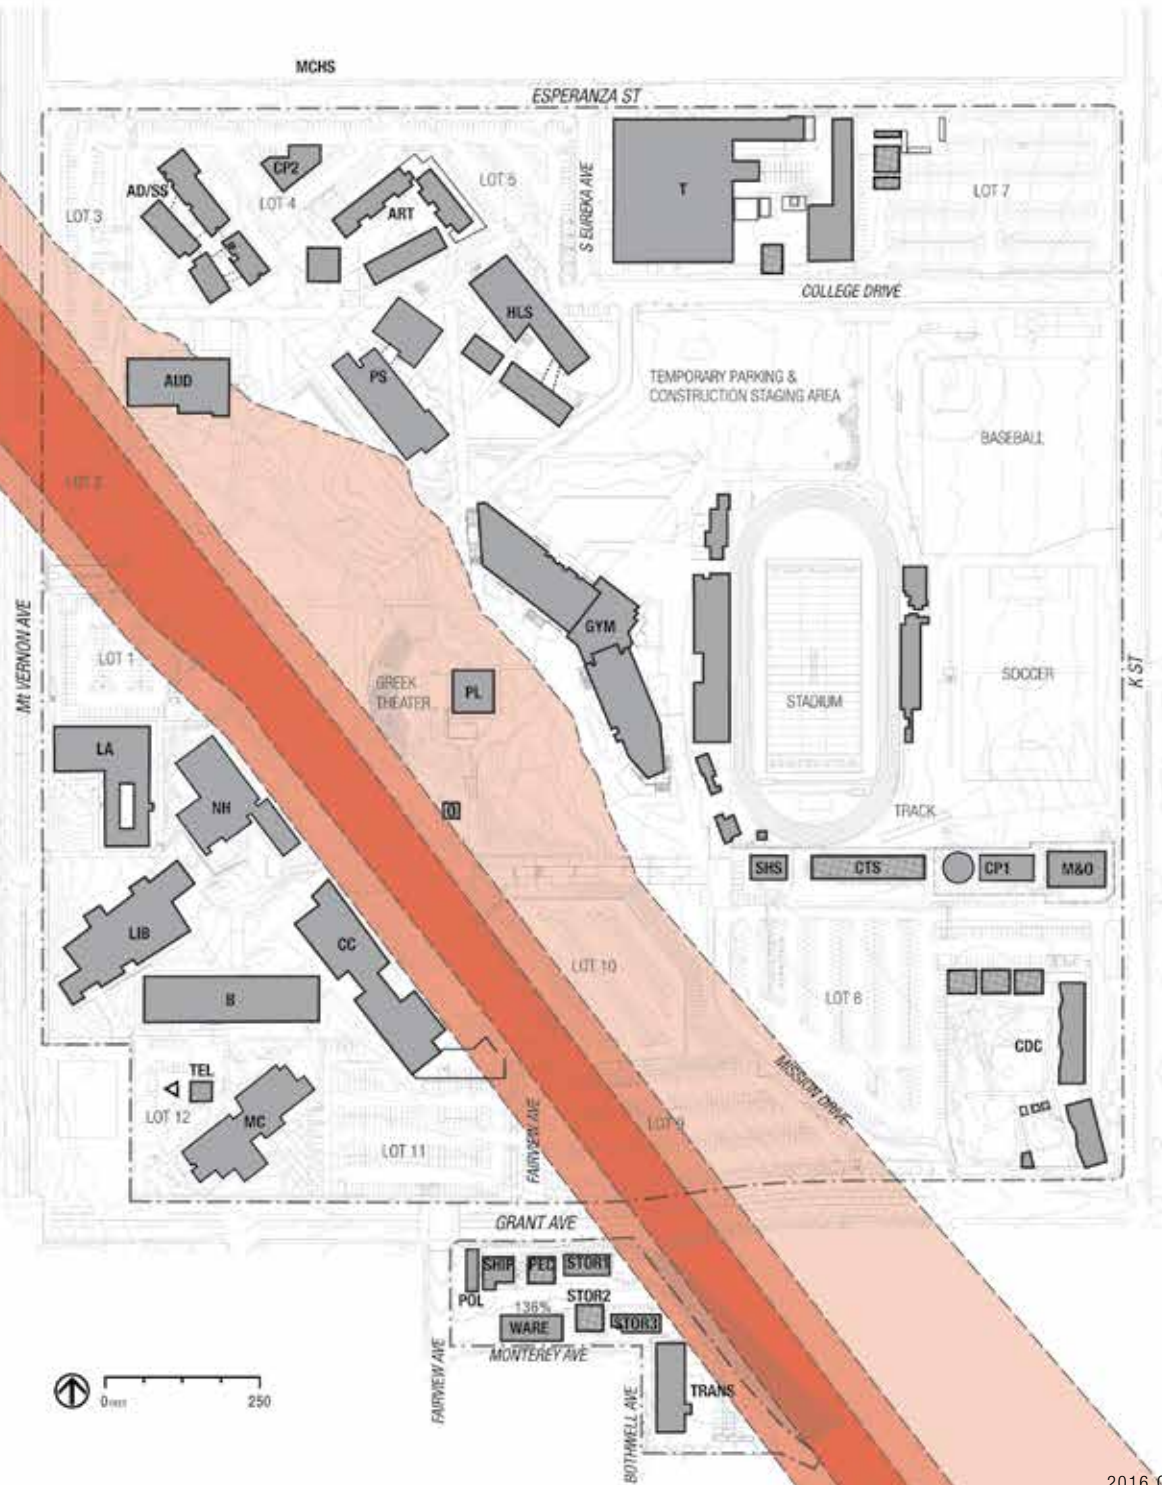 MCHS
ESPERANZA ST
AD/SS
CP2
LOT 3
LOT 4
ART
LOT 5
S EUREKA AVE
T
LOT 7
COLLEGE DRIVE
HLS
AUD
PS
TEMPORARY PARKING &
CONSTRUCTION STAGING AREA
BASEBALL
LOT 2
Mt VERNON AVE
LOT 1
GYM
GREEK
THEATER
PL
STADIUM
SOCCER
K ST
LA
NH
TRACK
SHS
CTS
CP1
M&O
LIB
CC
B
LOT 10
LOT 8
CDC
MISSION DRIVE
TEL
LOT 12
MC
LOT 11
FAIRVIEW AVE
LOT 9
GRANT AVE
SHIP
PEC
STOR1
POL
136%
STOR2
WARE
STOR3
MONTEREY AVE
FAIRVIEW AVE
BOTHWELL AVE
TRANS
0 FEET
250
2016